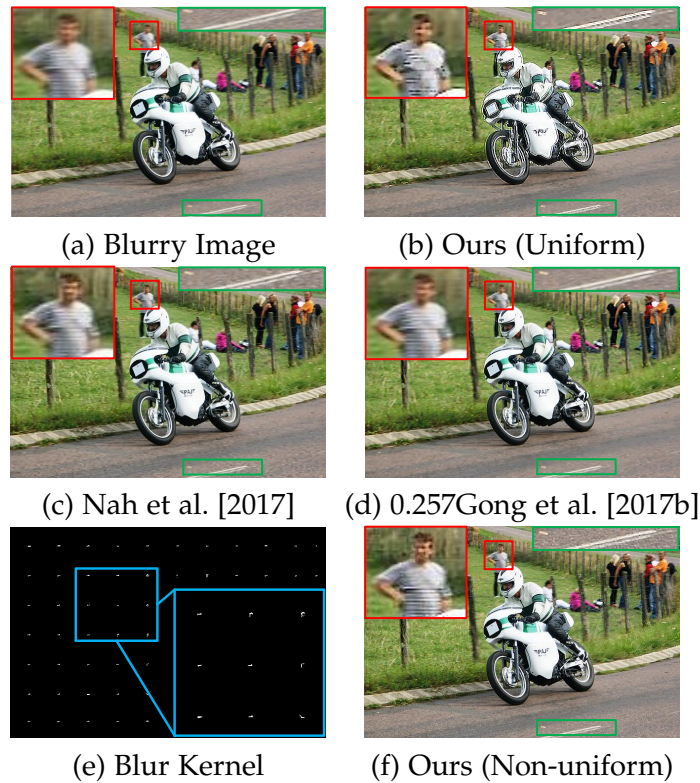 (a) Blurry Image
(b) Ours (Uniform)
(c) Nah et al. [2017]
(d) 0.257Gong et al. [2017b]
(e) Blur Kernel
(f) Ours (Non-uniform)